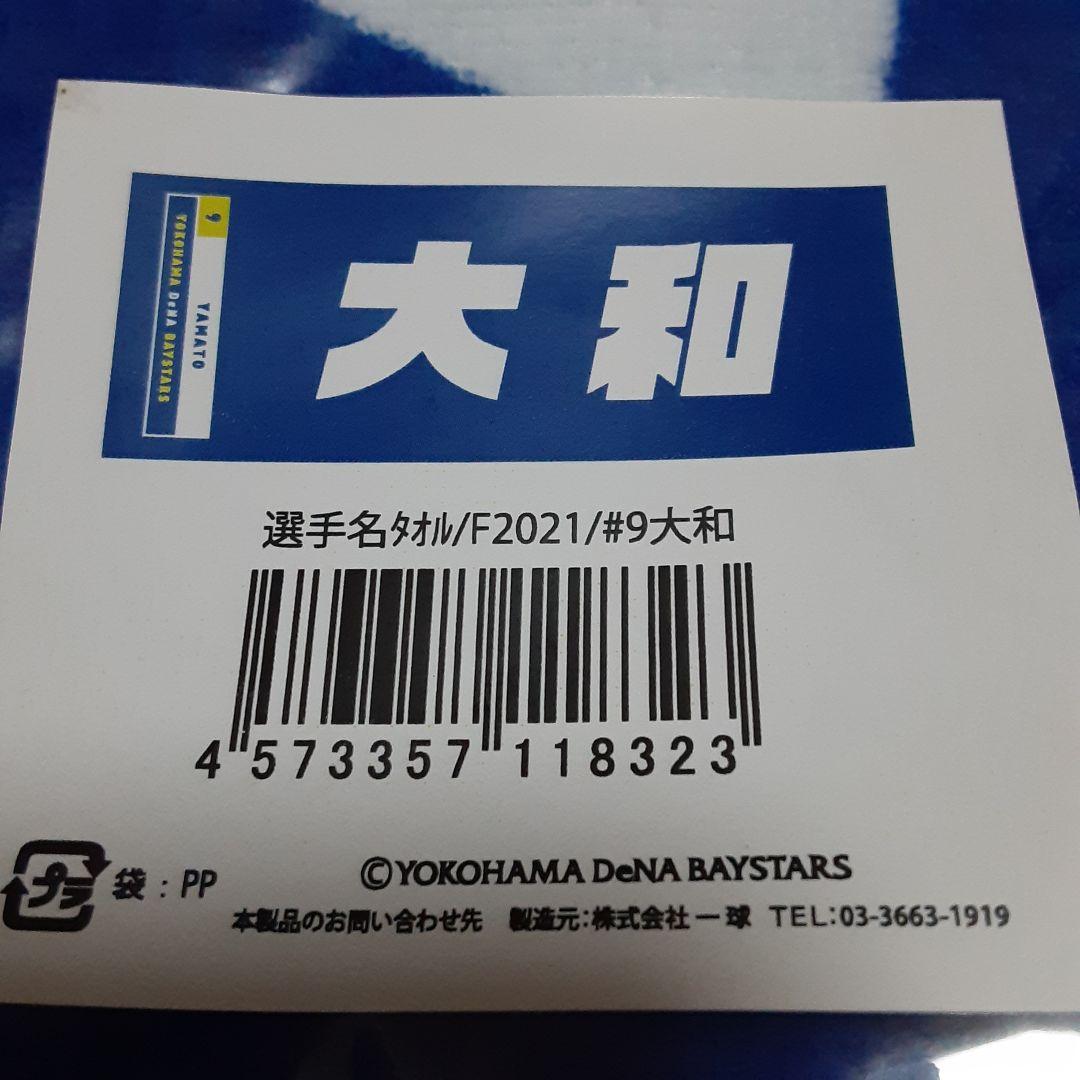 9 YAMATO
YOKOHAMA DeNA BAYSTARS
大和
選手名ﾀｵﾙ/F2021/#9大和
4 573357 118323
プラ 袋：PP
©YOKOHAMA DeNA BAYSTARS
本製品のお問い合わせ先 製造元：株式会社一球 TEL：03-3663-1919